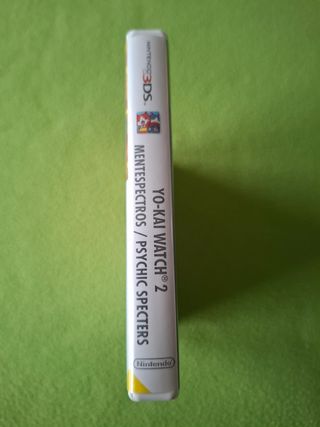 NINTENDO
3DS
YO-KAI WATCH® 2
MENTESPECTROS / PSYCHIC SPECTERS
Nintendo